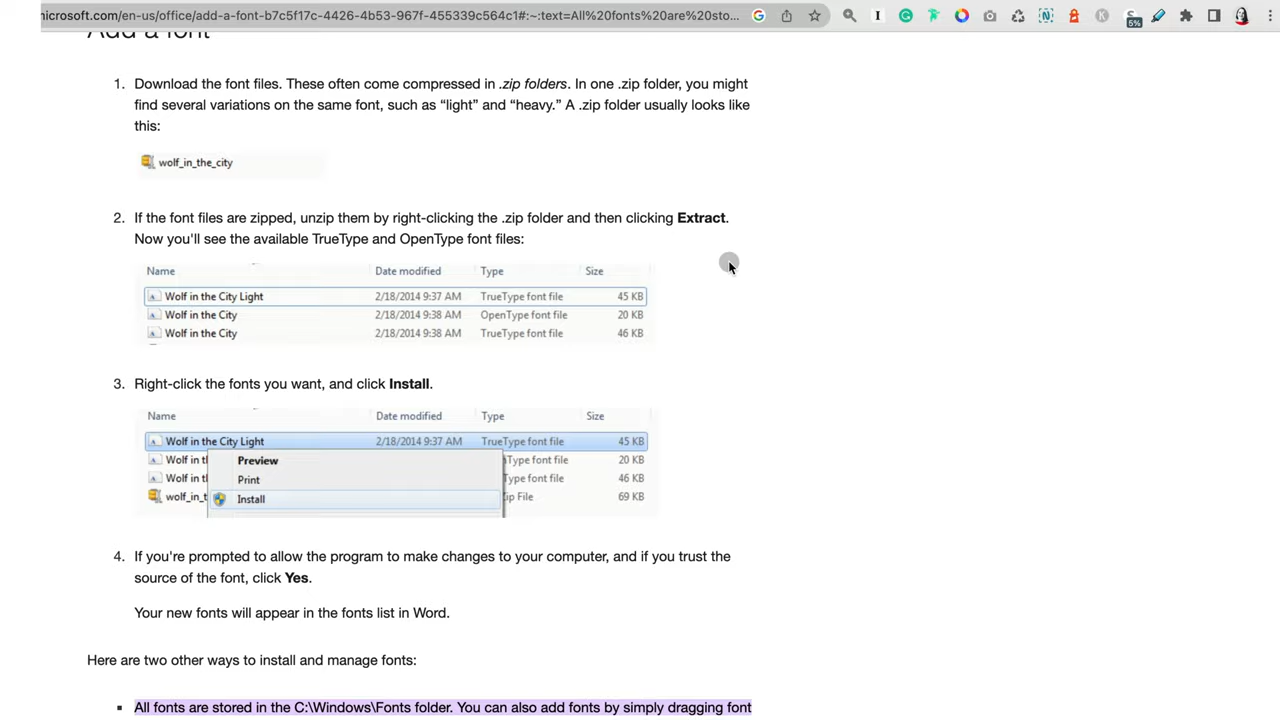 microsoft.com/en-us/office/add-a-font-b7c5f17c-4426-4b53-967f-455339c564c1#:~:text=All%20fonts%20are%20sto...
5%
Add a font
1. Download the font files. These often come compressed in .zip folders. In one .zip folder, you might
find several variations on the same font, such as “light” and “heavy.” A .zip folder usually looks like
this:
wolf_in_the_city
2. If the font files are zipped, unzip them by right-clicking the .zip folder and then clicking Extract.
Now you'll see the available TrueType and OpenType font files:
Name Date modified Type Size
Wolf in the City Light 2/18/2014 9:37 AM TrueType font file 45 KB
Wolf in the City 2/18/2014 9:38 AM OpenType font file 20 KB
Wolf in the City 2/18/2014 9:38 AM TrueType font file 46 KB
3. Right-click the fonts you want, and click Install.
Name Date modified Type Size
Wolf in the City Light 2/18/2014 9:37 AM TrueType font file 45 KB
Wolf in tl Preview Type font file 20 KB
Wolf in tl Print Type font file 46 KB
wolf_in_t Install ip File 69 KB
4. If you're prompted to allow the program to make changes to your computer, and if you trust the
source of the font, click Yes.
Your new fonts will appear in the fonts list in Word.
Here are two other ways to install and manage fonts:
▪ All fonts are stored in the C:\Windows\Fonts folder. You can also add fonts by simply dragging font